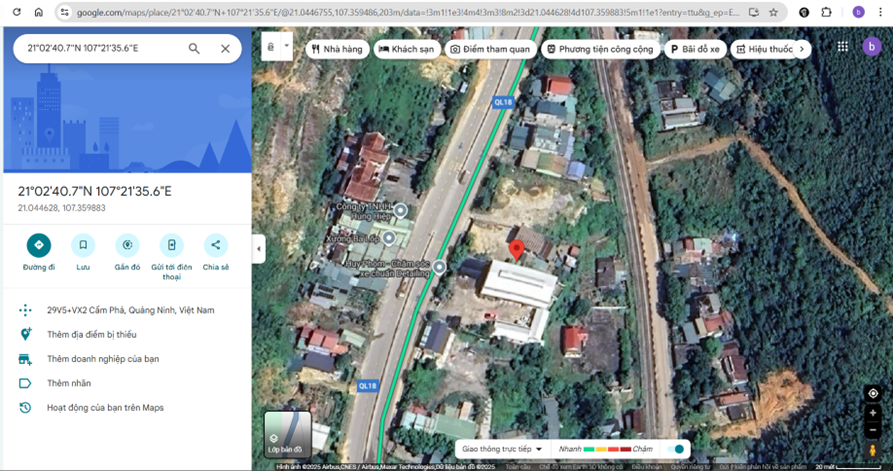 google.com/maps/place/21°02'40.7"N+107°21'35.6"E/@21.0446755,107.359486,203m/data=!3m1!1e3!4m4!3m3!8m2!3d21.044628!4d107.359883!5m1!1e1?entry=ttu&g_ep=E...
b
21°02'40.7"N 107°21'35.6"E
Nhà hàng
Khách sạn
Điểm tham quan
Phương tiện công cộng
Bãi đỗ xe
Hiệu thuốc
b
21°02'40.7"N 107°21'35.6"E
21.044628, 107.359883
Đường đi
Lưu
Gần đó
Gửi tới điện
thoại
Chia sẻ
29V5+VX2 Cẩm Phả, Quảng Ninh, Việt Nam
Thêm địa điểm bị thiếu
Thêm doanh nghiệp của bạn
Thêm nhãn
Hoạt động của bạn trên Maps
QL18
Công ty TNHH
Hùng Hiệp
Xưởng Ba Lốp
Huy Phôm - Chăm sóc
xe chuẩn Detailing
QL18
Lớp bản đồ
Giao thông trực tiếp
Nhanh
Chậm
Hình ảnh ©2025 Airbus,CNES / Airbus,Maxar Technologies,Dữ liệu bản đồ ©2025
Toàn cầu
Chế độ xem Earth 3D không có
Điều khoản
Quyền riêng tư
Gửi ý kiến phản hồi về sản phẩm
20 mét